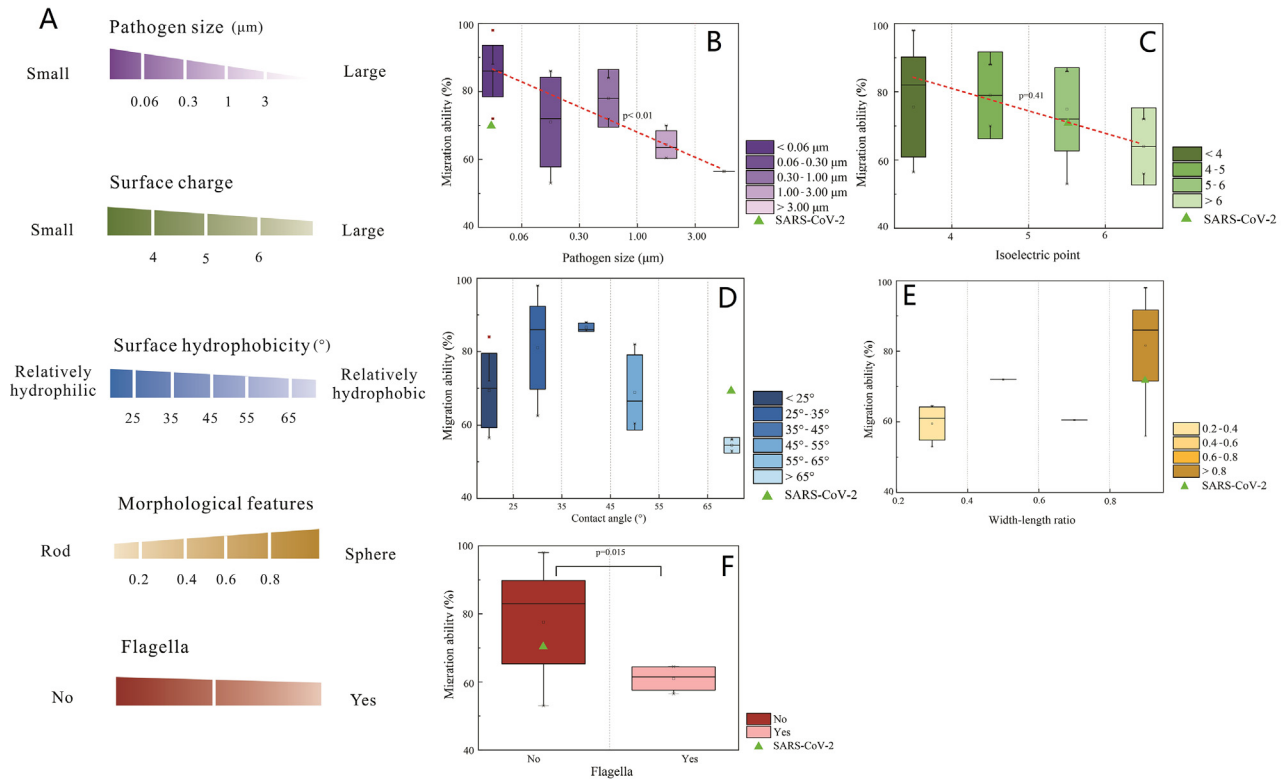 A
Pathogen size (μm)
Small
Large
0.06 0.3 1 3
Surface charge
Small
Large
4 5 6
Surface hydrophobicity (°)
Relatively
hydrophilic
Relatively
hydrophobic
25 35 45 55 65
Morphological features
Rod
Sphere
0.2 0.4 0.6 0.8
Flagella
No
Yes
B
Migration ability (%)
100
80
60
40
p< 0.01
0.06 0.30 1.00 3.00
Pathogen size (μm)
< 0.06 μm
0.06-0.30 μm
0.30-1.00 μm
1.00-3.00 μm
> 3.00 μm
SARS-CoV-2
C
Migration ability (%)
100
80
60
40
p=0.41
4 5 6
Isoelectric point
< 4
4-5
5-6
> 6
SARS-CoV-2
D
Migration ability (%)
100
80
60
40
25 35 45 55 65
Contact angle (°)
< 25°
25°-35°
35°-45°
45°-55°
55°-65°
> 65°
SARS-CoV-2
E
Migration ability (%)
100
80
60
40
0.2 0.4 0.6 0.8
Width-length ratio
0.2-0.4
0.4-0.6
0.6-0.8
> 0.8
SARS-CoV-2
F
Migration ability (%)
100
80
60
40
p=0.015
No Yes
Flagella
No
Yes
SARS-CoV-2